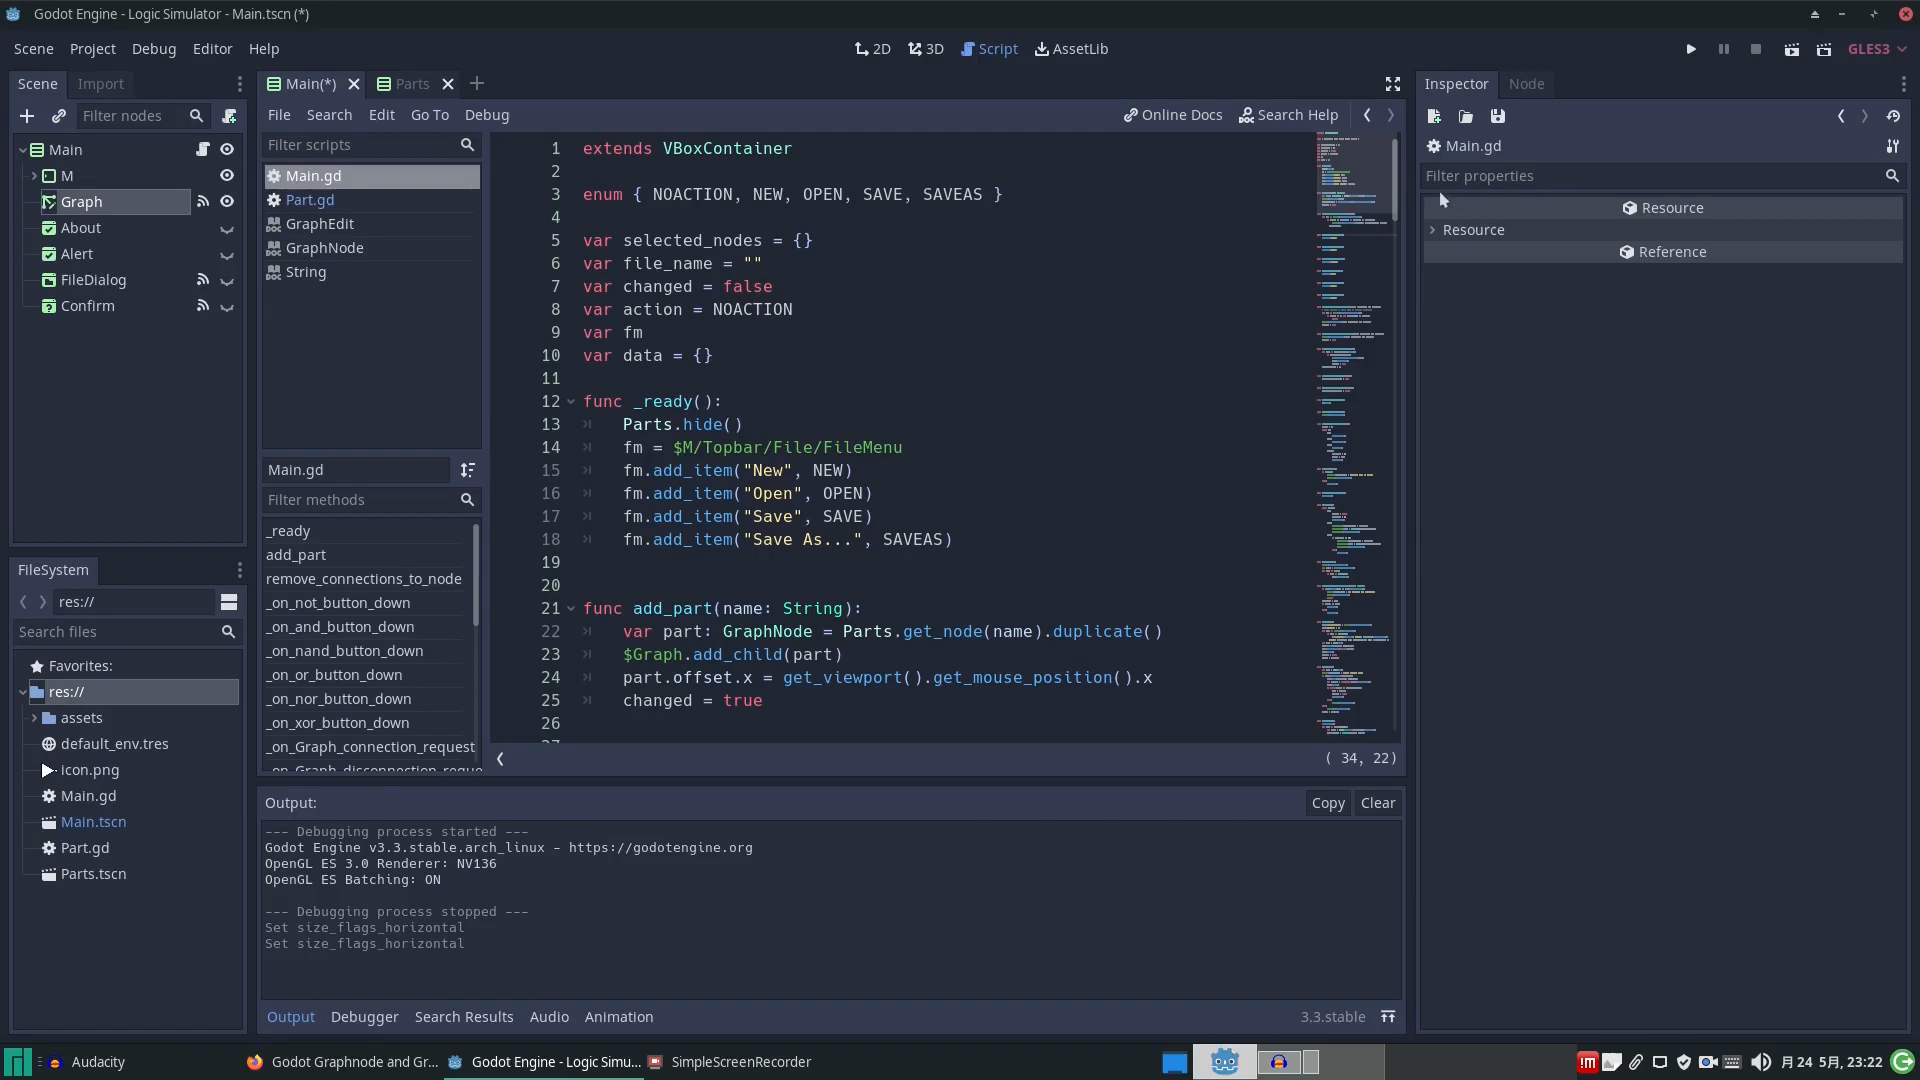 Godot Engine - Logic Simulator - Main.tscn (*)
Scene Project Debug Editor Help
2D 3D Script AssetLib
GLES3
Scene Import
Filter nodes
Main
M
Graph
About
Alert
FileDialog
Confirm
FileSystem
res://
Search files
Favorites:
res://
assets
default_env.tres
icon.png
Main.gd
Main.tscn
Part.gd
Parts.tscn
Main(*) Parts
File Search Edit Go To Debug
Online Docs Search Help
Filter scripts
Main.gd
Part.gd
GraphEdit
GraphNode
String
Main.gd
Filter methods
_ready
add_part
remove_connections_to_node
_on_not_button_down
_on_and_button_down
_on_nand_button_down
_on_or_button_down
_on_nor_button_down
_on_xor_button_down
_on_Graph_connection_request
_on_Graph_disconnection_reque
1 extends VBoxContainer
2
3 enum { NOACTION, NEW, OPEN, SAVE, SAVEAS }
4
5 var selected_nodes = {}
6 var file_name = ""
7 var changed = false
8 var action = NOACTION
9 var fm
10 var data = {}
11
12 func _ready():
13 Parts.hide()
14 fm = $M/Topbar/File/FileMenu
15 fm.add_item("New", NEW)
16 fm.add_item("Open", OPEN)
17 fm.add_item("Save", SAVE)
18 fm.add_item("Save As...", SAVEAS)
19
20
21 func add_part(name: String):
22 var part: GraphNode = Parts.get_node(name).duplicate()
23 $Graph.add_child(part)
24 part.offset.x = get_viewport().get_mouse_position().x
25 changed = true
26
27
( 34, 22)
Output:
Copy Clear
--- Debugging process started ---
Godot Engine v3.3.stable.arch_linux - https://godotengine.org
OpenGL ES 3.0 Renderer: NV136
OpenGL ES Batching: ON
--- Debugging process stopped ---
Set size_flags_horizontal
Set size_flags_horizontal
Output Debugger Search Results Audio Animation
3.3.stable
Inspector Node
Main.gd
Filter properties
Resource
Resource
Reference
Audacity
Godot Graphnode and Gr...
Godot Engine - Logic Simu...
SimpleScreenRecorder
月24 5月, 23:22